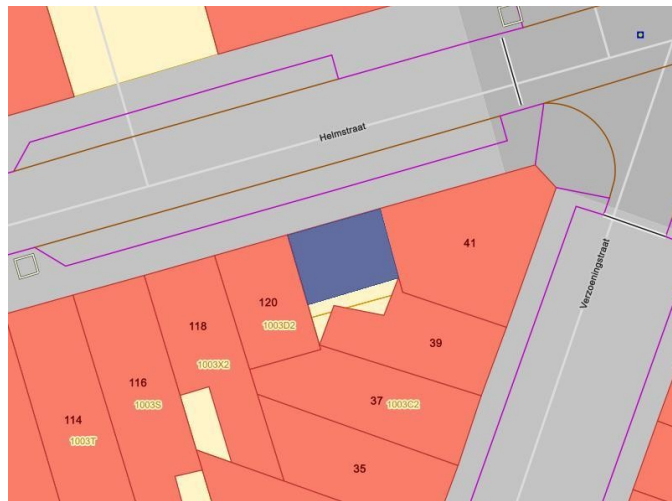 Helmstraat
Verzoeningstraat
41
120
1003D2
118
1003X2
39
116
1003S
37 1003C2
114
1003T
35